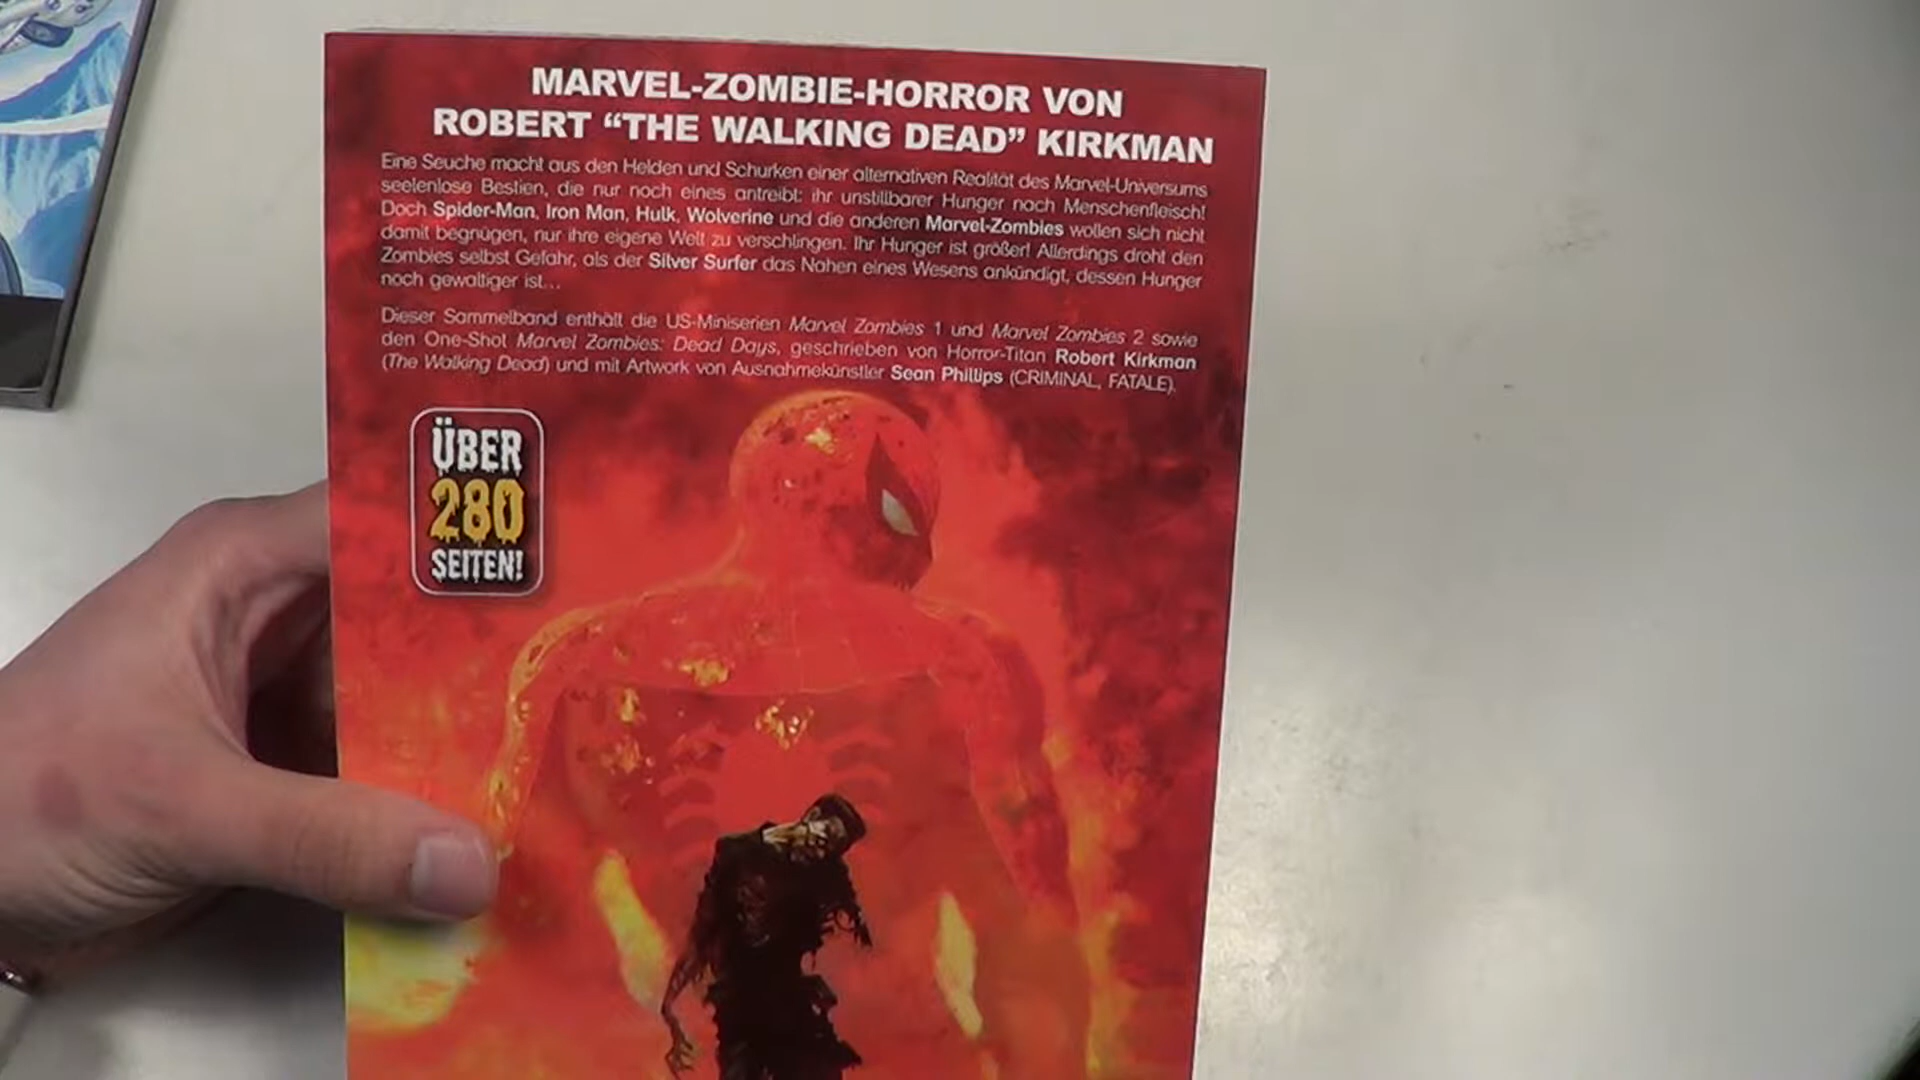 MARVEL-ZOMBIE-HORROR VON
ROBERT “THE WALKING DEAD” KIRKMAN
Eine Seuche macht aus den Helden und Schurken einer alternativen Realität des Marvel-Universums
seelenlose Bestien, die nur noch eines antreibt: ihr unstillbarer Hunger nach Menschenfleisch!
Doch Spider-Man, Iron Man, Hulk, Wolverine und die anderen Marvel-Zombies wollen sich nicht
damit begnügen, nur ihre eigene Welt zu verschlingen. Ihr Hunger ist größer! Allerdings droht den
Zombies selbst Gefahr, als der Silver Surfer das Nahen eines Wesens ankündigt, dessen Hunger
noch gewaltiger ist…
Dieser Sammelband enthält die US-Miniserien Marvel Zombies 1 und Marvel Zombies 2 sowie
den One-Shot Marvel Zombies: Dead Days, geschrieben von Horror-Titan Robert Kirkman
(The Walking Dead) und mit Artwork von Ausnahmekünstler Sean Phillips (CRIMINAL, FATALE).
ÜBER
280
SEITEN!